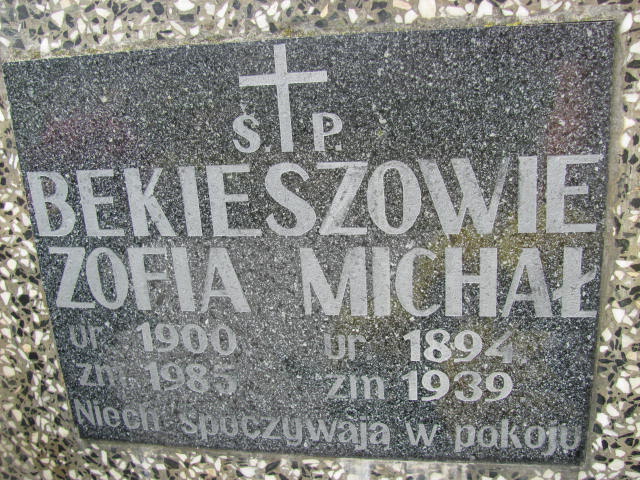 Ś. P.
BEKIESZOWIE
ZOFIA MICHAŁ
ur 1900 ur 1894
zm 1985 zm 1939
Niech spoczywają w pokoju